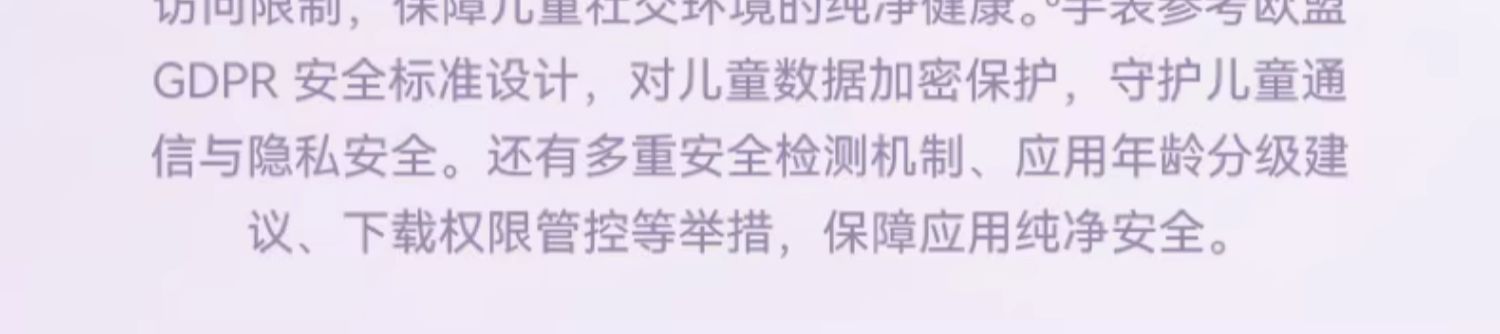 访问限制，保障儿童社交环境的纯净健康。手表参考欧盟
GDPR 安全标准设计，对儿童数据加密保护，守护儿童通
信与隐私安全。还有多重安全检测机制、应用年龄分级建
议、下载权限管控等举措，保障应用纯净安全。